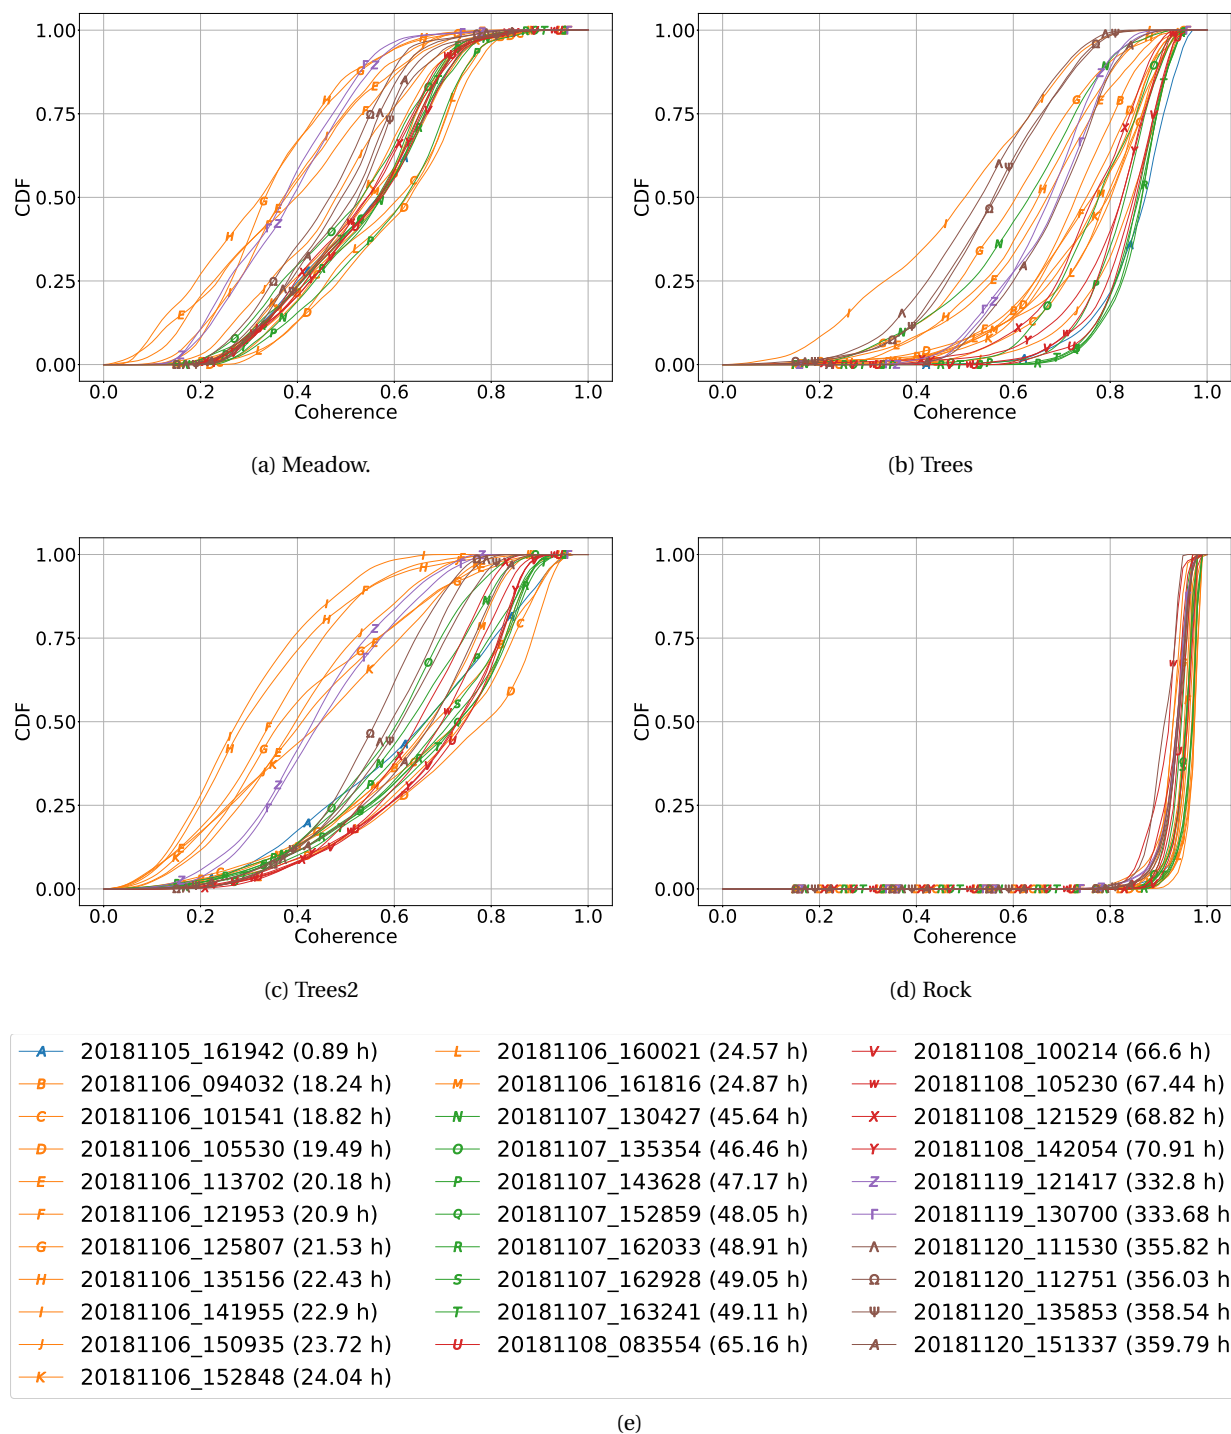 1.00
0.75
0.50
0.25
0.00
CDF
0.0 0.2 0.4 0.6 0.8 1.0
Coherence
(a) Meadow.
1.00
0.75
0.50
0.25
0.00
CDF
0.0 0.2 0.4 0.6 0.8 1.0
Coherence
(b) Trees
1.00
0.75
0.50
0.25
0.00
CDF
0.0 0.2 0.4 0.6 0.8 1.0
Coherence
(c) Trees2
1.00
0.75
0.50
0.25
0.00
CDF
0.0 0.2 0.4 0.6 0.8 1.0
Coherence
(d) Rock
A 20181105_161942 (0.89 h)
B 20181106_094032 (18.24 h)
C 20181106_101541 (18.82 h)
D 20181106_105530 (19.49 h)
E 20181106_113702 (20.18 h)
F 20181106_121953 (20.9 h)
G 20181106_125807 (21.53 h)
H 20181106_135156 (22.43 h)
I 20181106_141955 (22.9 h)
J 20181106_150935 (23.72 h)
K 20181106_152848 (24.04 h)
L 20181106_160021 (24.57 h)
M 20181106_161816 (24.87 h)
N 20181107_130427 (45.64 h)
O 20181107_135354 (46.46 h)
P 20181107_143628 (47.17 h)
Q 20181107_152859 (48.05 h)
R 20181107_162033 (48.91 h)
S 20181107_162928 (49.05 h)
T 20181107_163241 (49.11 h)
U 20181108_083554 (65.16 h)
V 20181108_100214 (66.6 h)
W 20181108_105230 (67.44 h)
X 20181108_121529 (68.82 h)
Y 20181108_142054 (70.91 h)
Z 20181119_121417 (332.8 h)
Γ 20181119_130700 (333.68 h
Λ 20181120_111530 (355.82 h
Ω 20181120_112751 (356.03 h
Ψ 20181120_135853 (358.54 h
A 20181120_151337 (359.79 h
(e)